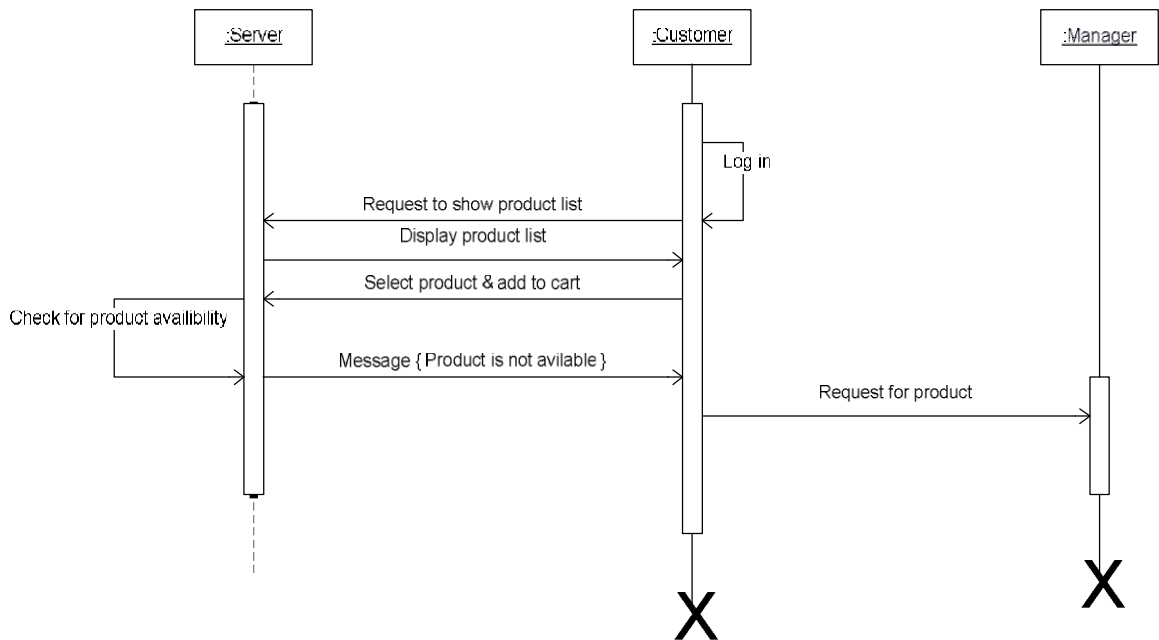 :Server
:Customer
:Manager
Log in
Request to show product list
Display product list
Select product & add to cart
Check for product availibility
Message { Product is not avilable }
Request for product
X
X